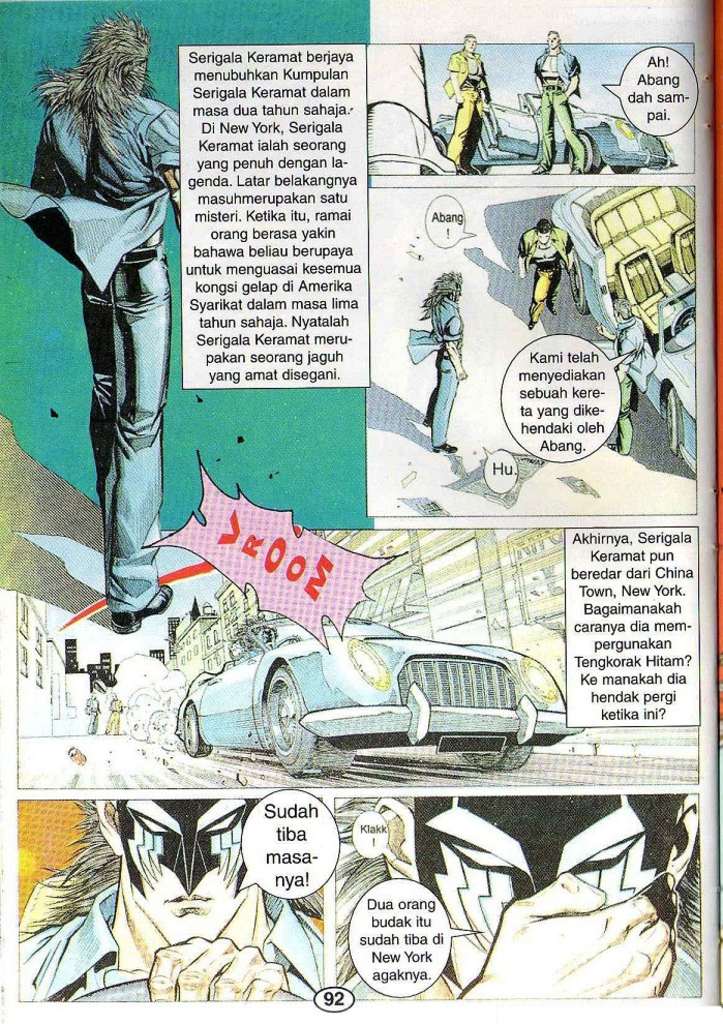 Serigala Keramat berjaya
menubuhkan Kumpulan
Serigala Keramat dalam
masa dua tahun sahaja.
Di New York, Serigala
Keramat ialah seorang
yang penuh dengan la-
genda. Latar belakangnya
masuhmerupakan satu
misteri. Ketika itu, ramai
orang berasa yakin
bahawa beliau berupaya
untuk menguasai kesemua
kongsi gelap di Amerika
Syarikat dalam masa lima
tahun sahaja. Nyatalah
Serigala Keramat meru-
pakan seorang jaguh
yang amat disegani.
Ah!
Abang
dah sam-
pai.
Abang
!
Kami telah
menyediakan
sebuah kere-
ta yang dike-
hendaki oleh
Abang.
Hu.
VROOM
Akhirnya, Serigala
Keramat pun
beredar dari China
Town, New York.
Bagaimanakah
caranya dia mem-
pergunakan
Tengkorak Hitam?
Ke manakah dia
hendak pergi
ketika ini?
Sudah
tiba
masa-
nya!
Klakk
!
Dua orang
budak itu
sudah tiba di
New York
agaknya.
92